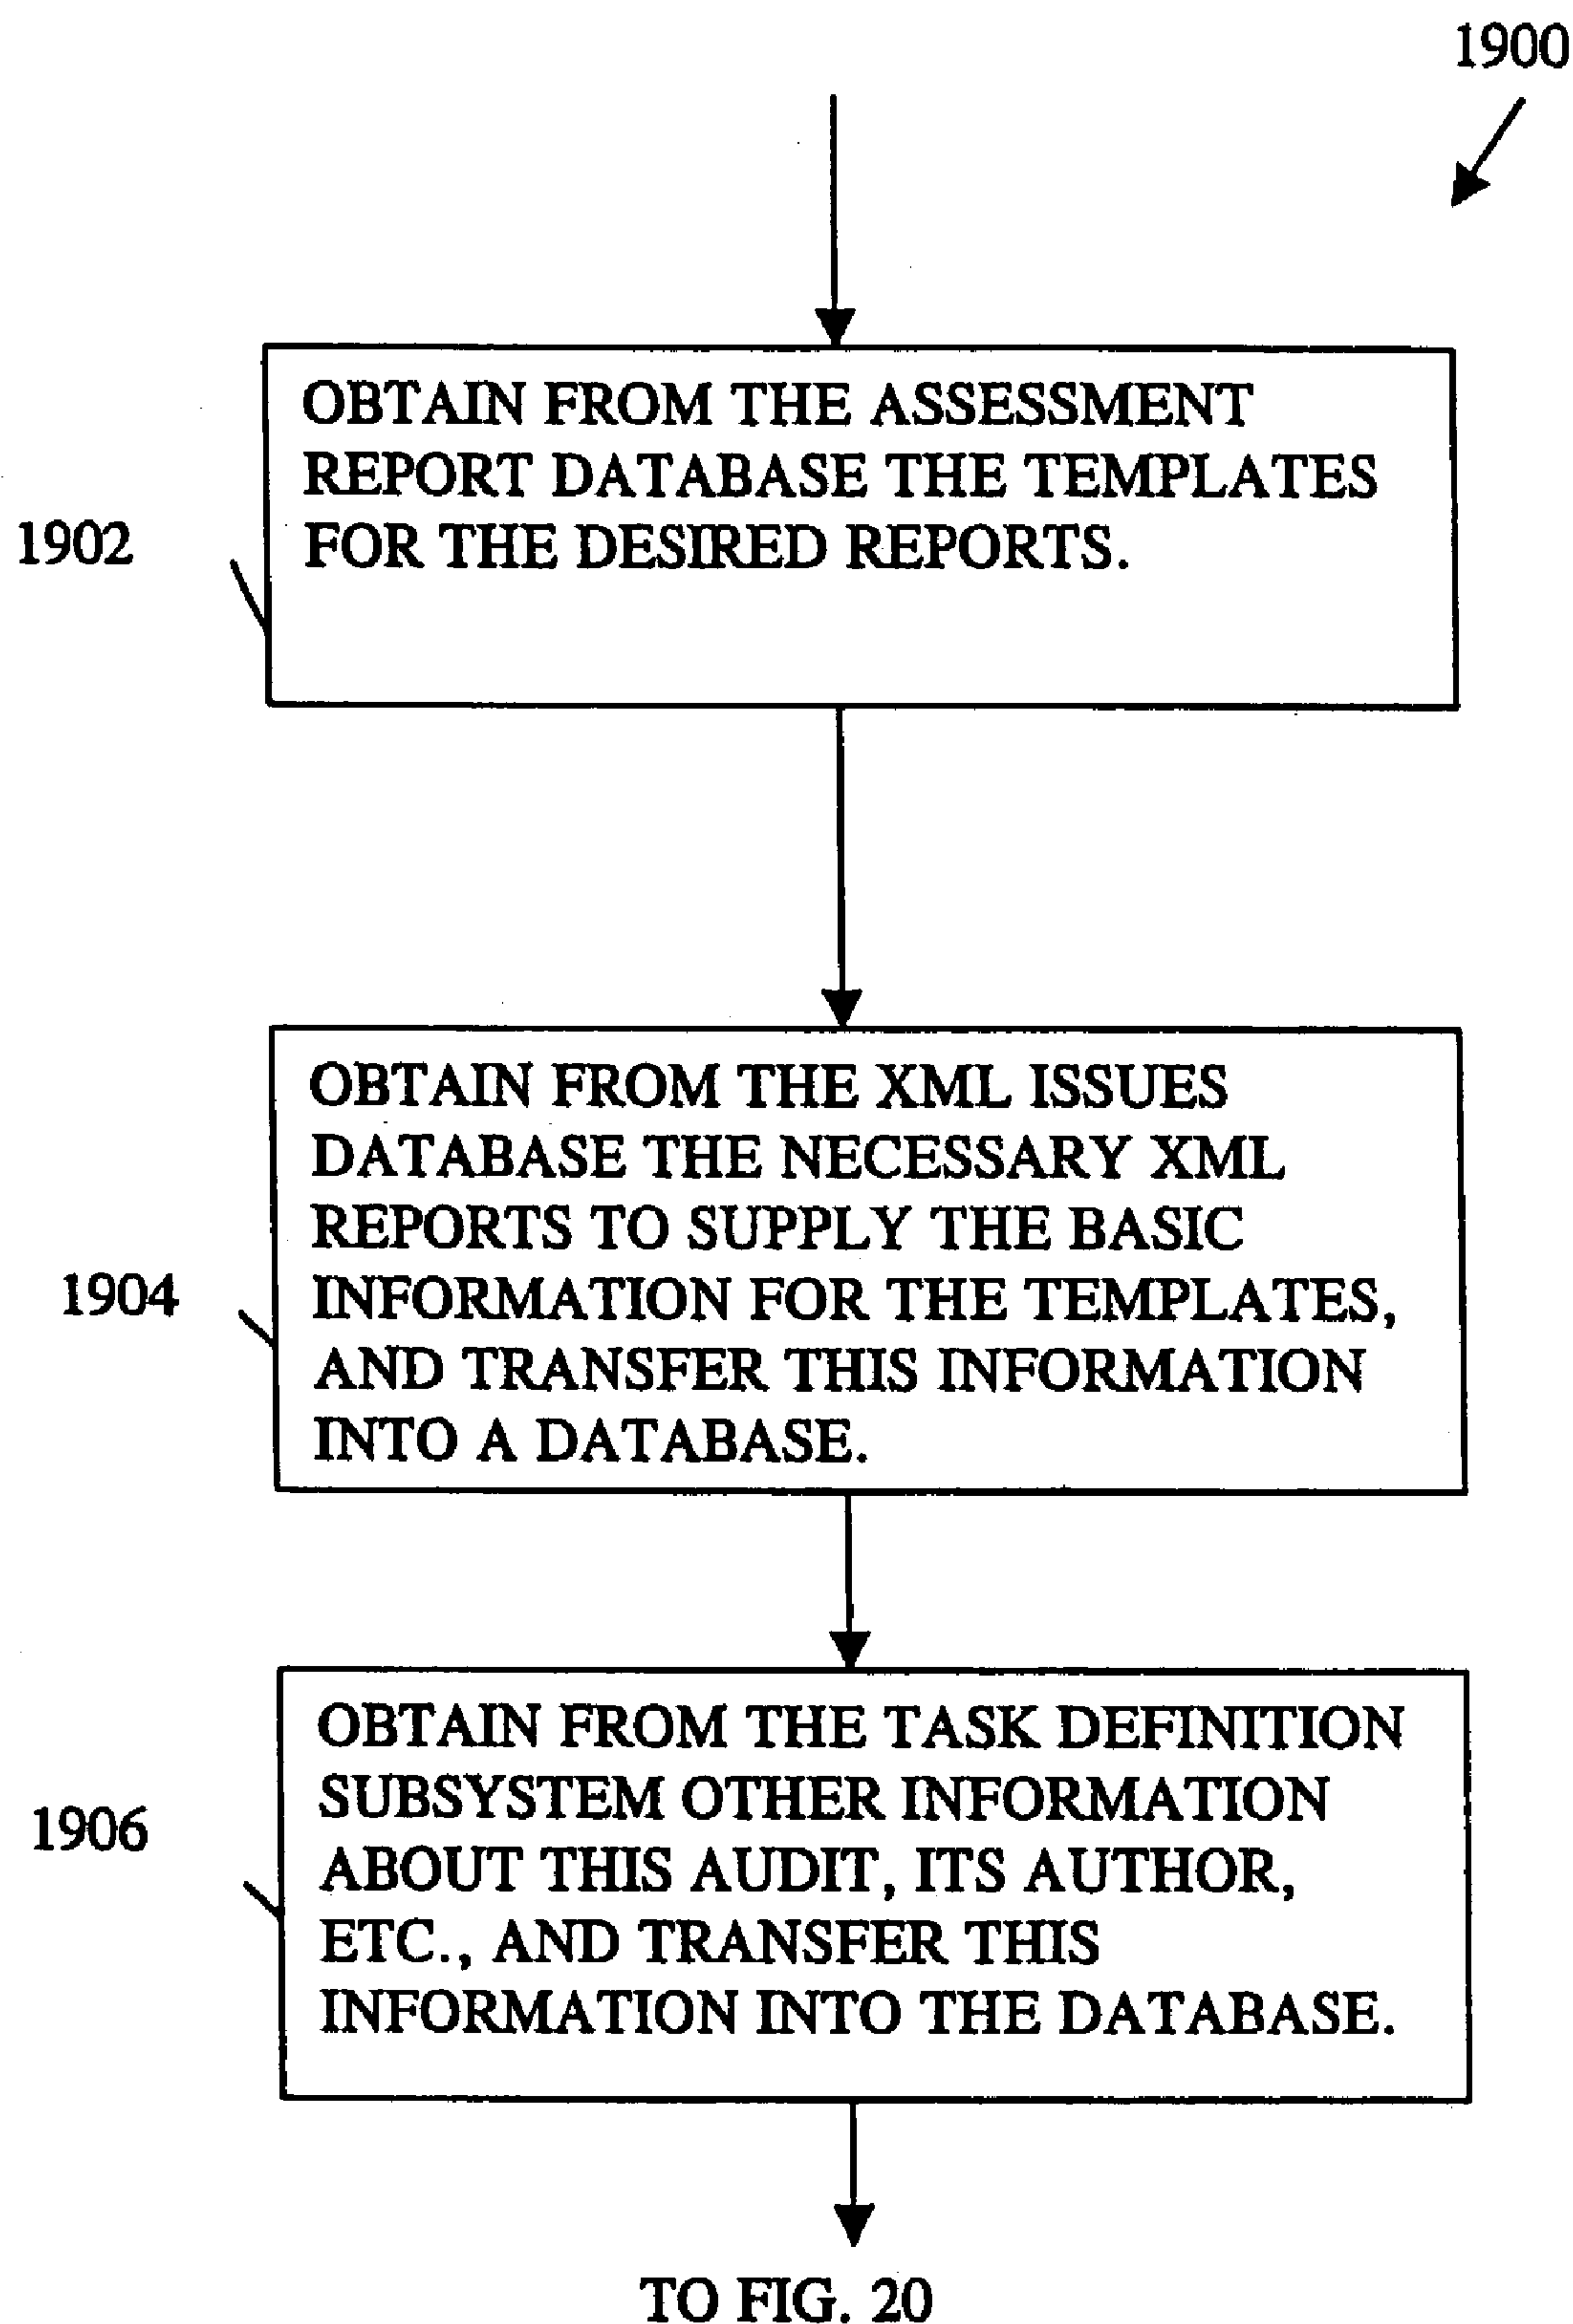 1900
OBTAIN FROM THE ASSESSMENT
REPORT DATABASE THE TEMPLATES
FOR THE DESIRED REPORTS.
1902
OBTAIN FROM THE XML ISSUES
DATABASE THE NECESSARY XML
REPORTS TO SUPPLY THE BASIC
INFORMATION FOR THE TEMPLATES,
AND TRANSFER THIS INFORMATION
INTO A DATABASE.
1904
OBTAIN FROM THE TASK DEFINITION
SUBSYSTEM OTHER INFORMATION
ABOUT THIS AUDIT, ITS AUTHOR,
ETC., AND TRANSFER THIS
INFORMATION INTO THE DATABASE.
1906
TO FIG. 20